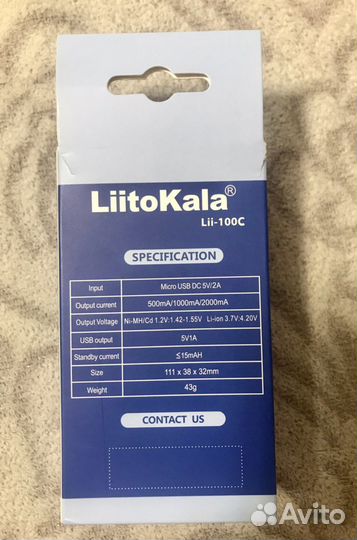 LiitoKala®
Lii-100C
SPECIFICATION
Input Micro USB DC 5V/2A
Output current 500mA/1000mA/2000mA
Output Voltage Ni-MH/Cd 1.2V:1.42-1.55V Li-ion 3.7V:4.20V
USB output 5V1A
Standby current ≤15mAH
Size 111 x 38 x 32mm
Weight 43g
CONTACT US
Avito